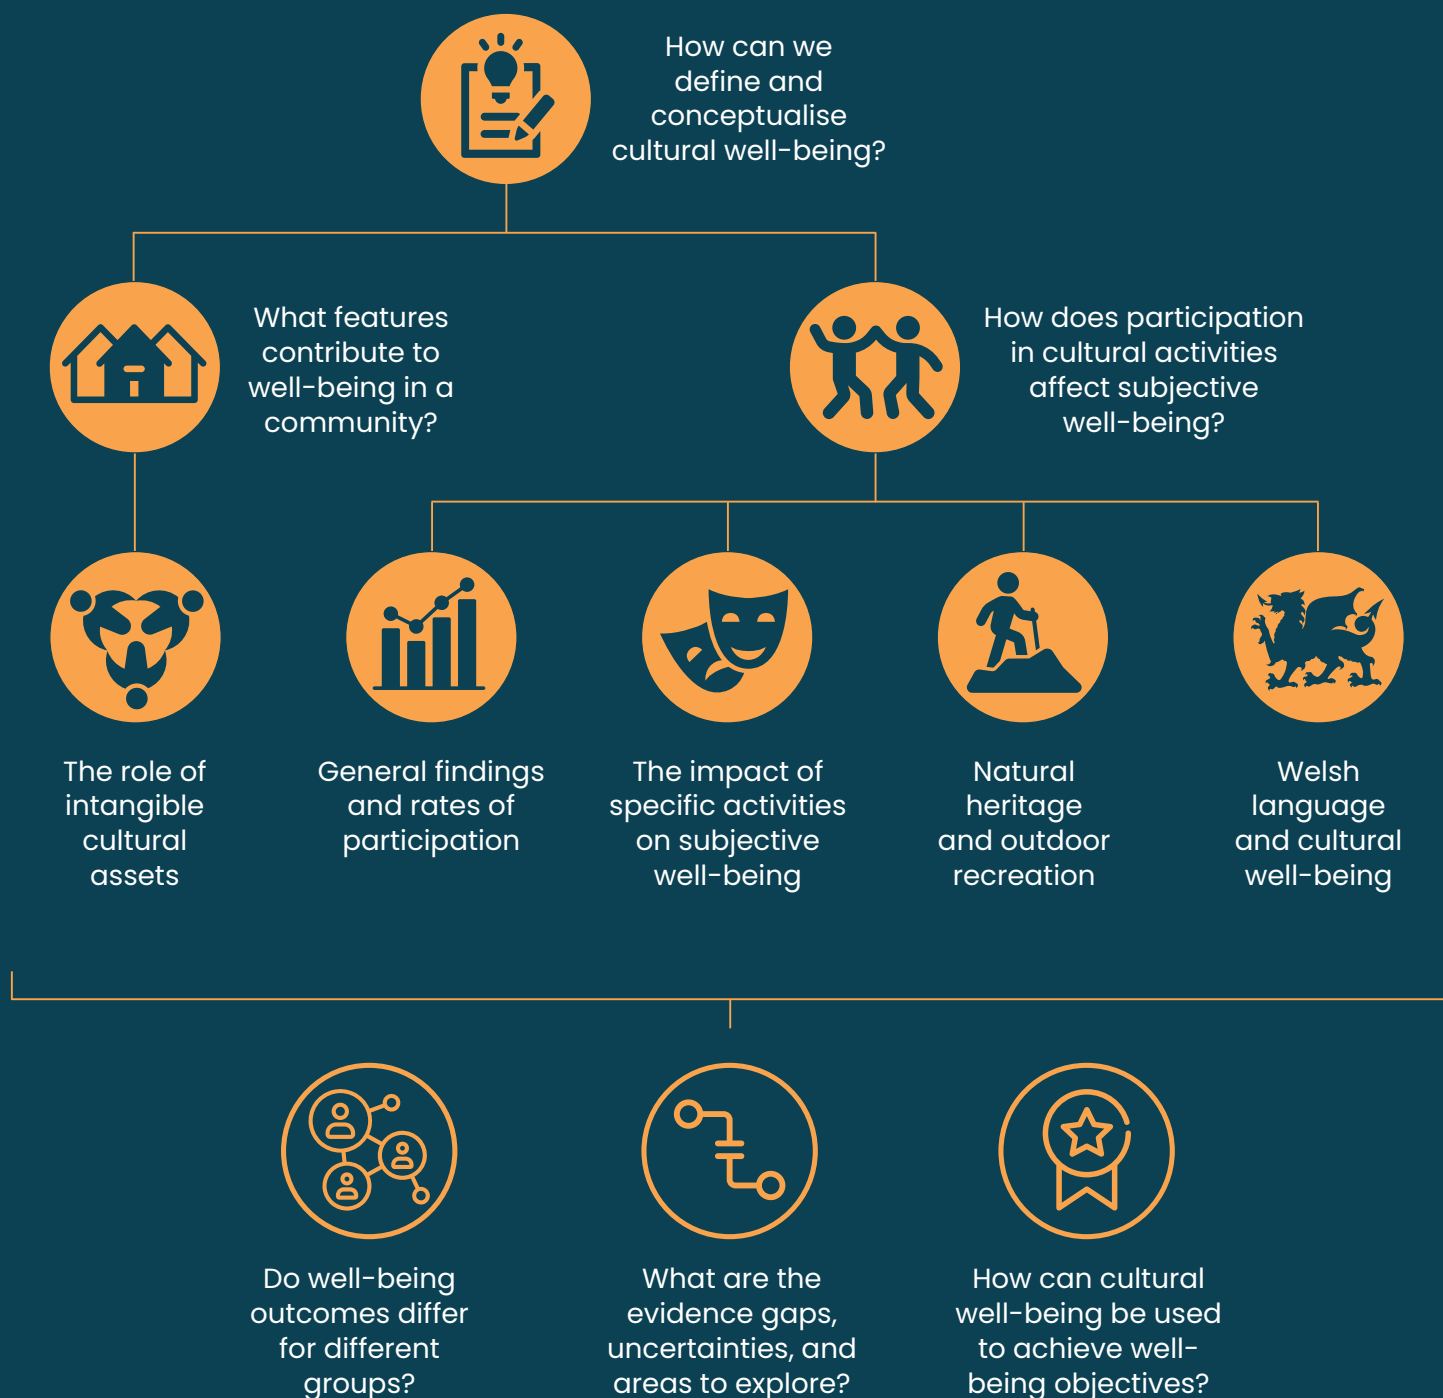 How can we
define and
conceptualise
cultural well-being?
What features
contribute to
well-being in a
community?
How does participation
in cultural activities
affect subjective
well-being?
The role of
intangible
cultural
assets
General findings
and rates of
participation
The impact of
specific activities
on subjective
well-being
Natural
heritage
and outdoor
recreation
Welsh
language
and cultural
well-being
Do well-being
outcomes differ
for different
groups?
What are the
evidence gaps,
uncertainties, and
areas to explore?
How can cultural
well-being be used
to achieve well-
being objectives?